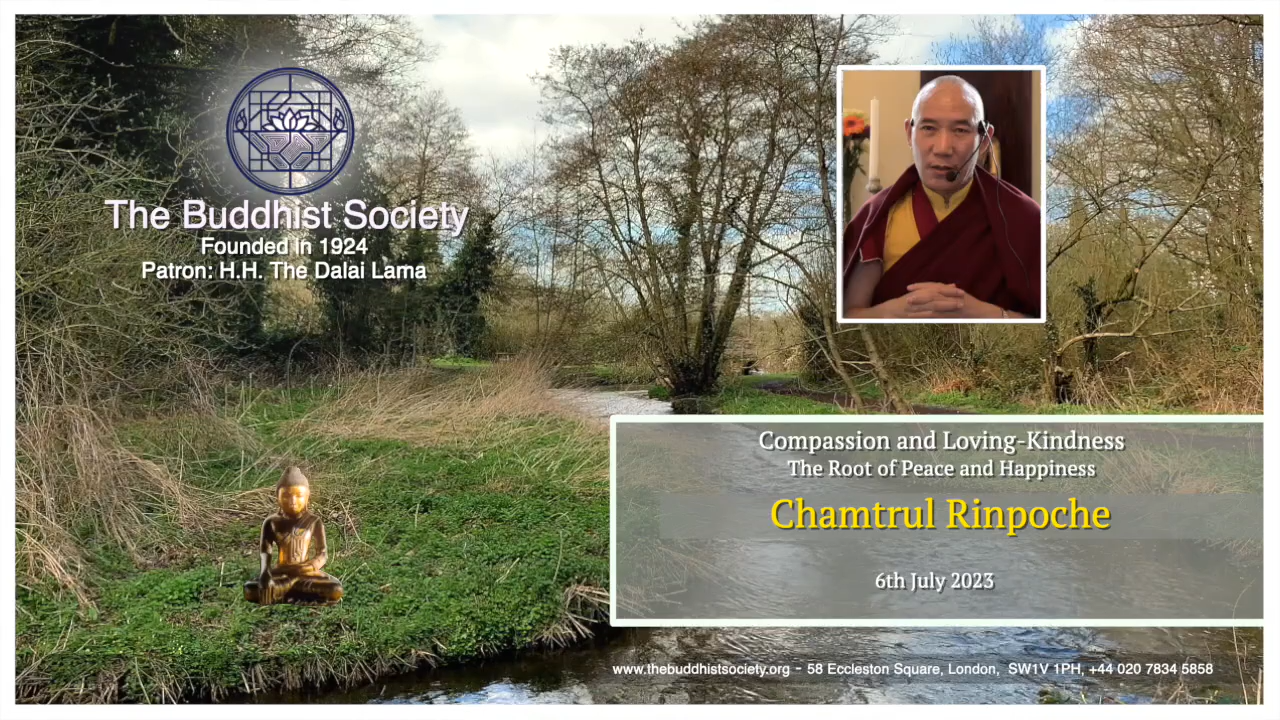 The Buddhist Society
Founded in 1924
Patron: H.H. The Dalai Lama
Compassion and Loving-Kindness
The Root of Peace and Happiness
Chamtrul Rinpoche
6th July 2023
www.thebuddhistsociety.org - 58 Eccleston Square, London, SW1V 1PH, +44 020 7834 5858